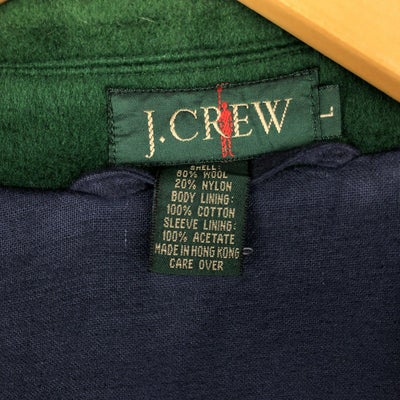 J.CREW
L
SHELL:
80% WOOL
20% NYLON
BODY LINING:
100% COTTON
SLEEVE LINING:
100% ACETATE
MADE IN HONG KONG
CARE OVER